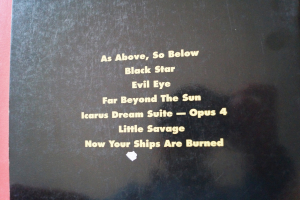 As Above, So Below
Black Star
Evil Eye
Far Beyond The Sun
Icarus Dream Suite — Opus 4
Little Savage
Now Your Ships Are Burned